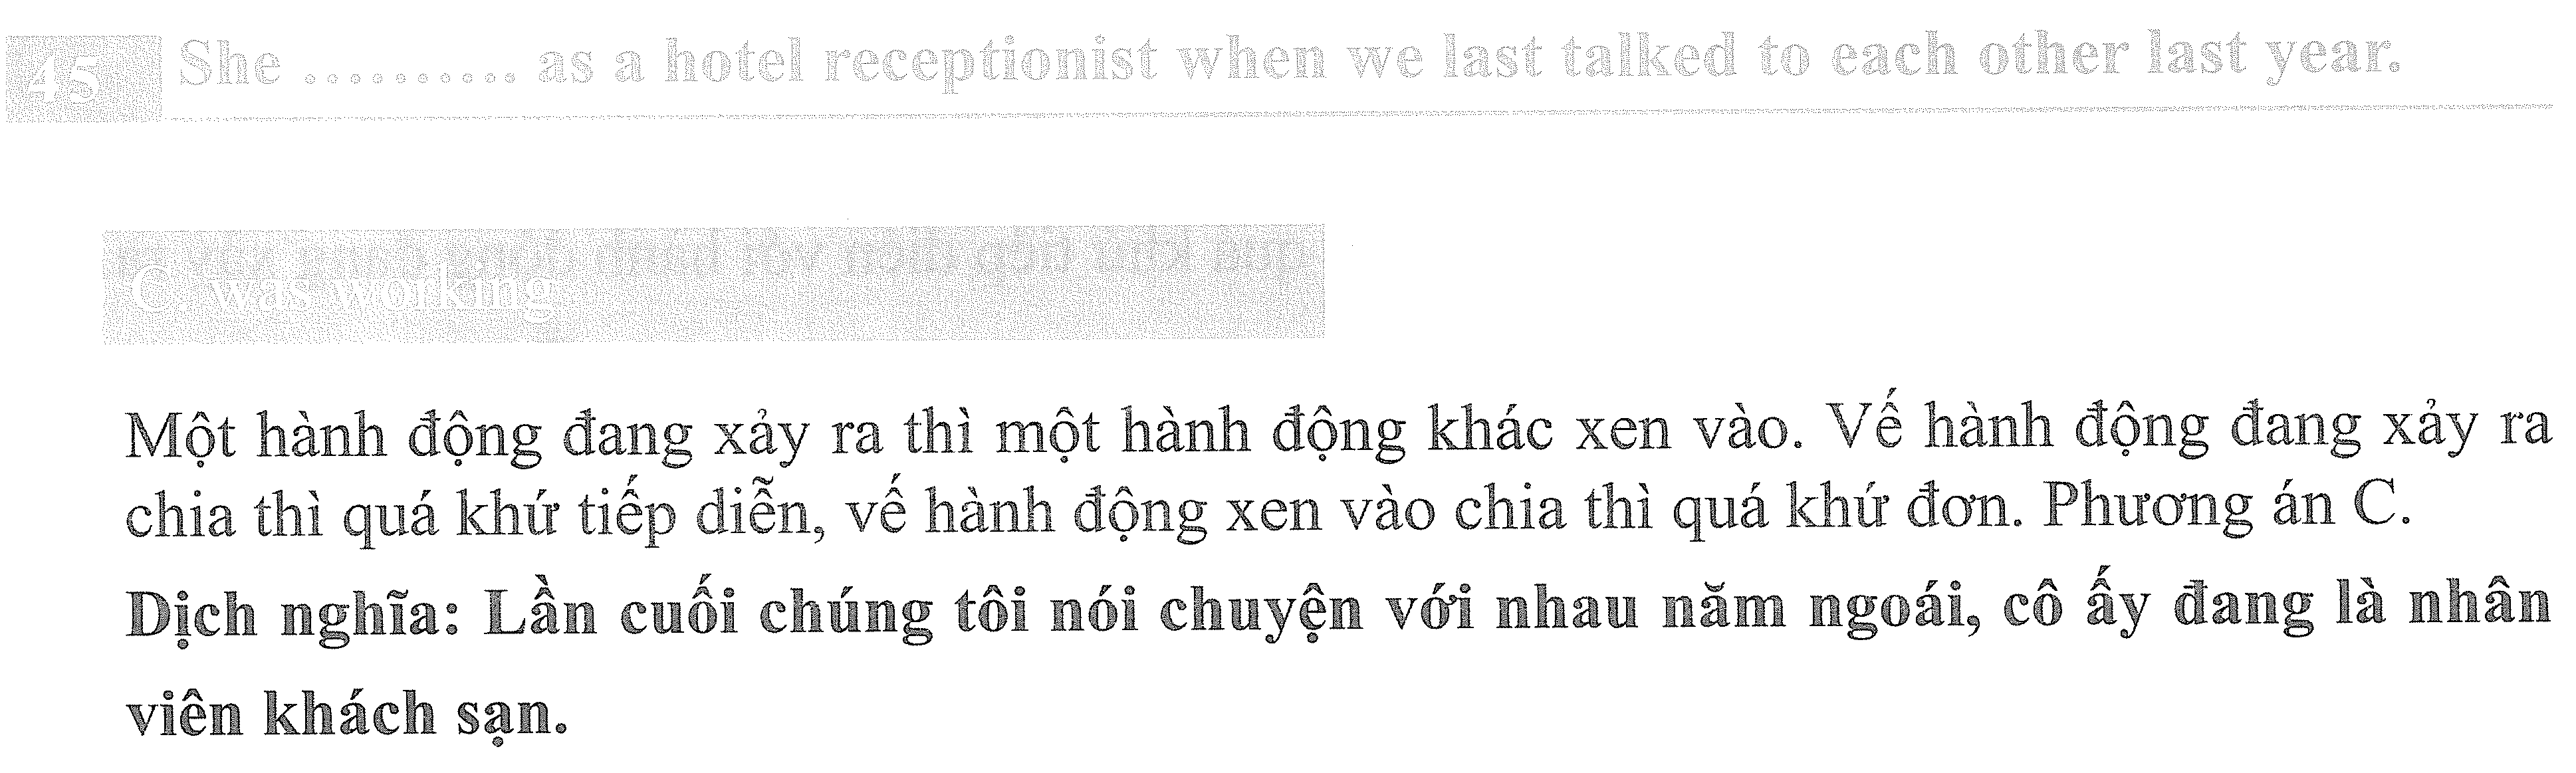 45 She .......... as a hotel receptionist when we last talked to each other last year.
C. was working
Một hành động đang xảy ra thì một hành động khác xen vào. Vế hành động đang xảy ra
chia thì quá khứ tiếp diễn, vế hành động xen vào chia thì quá khứ đơn. Phương án C.
Dịch nghĩa: Lần cuối chúng tôi nói chuyện với nhau năm ngoái, cô ấy đang là nhân
viên khách sạn.